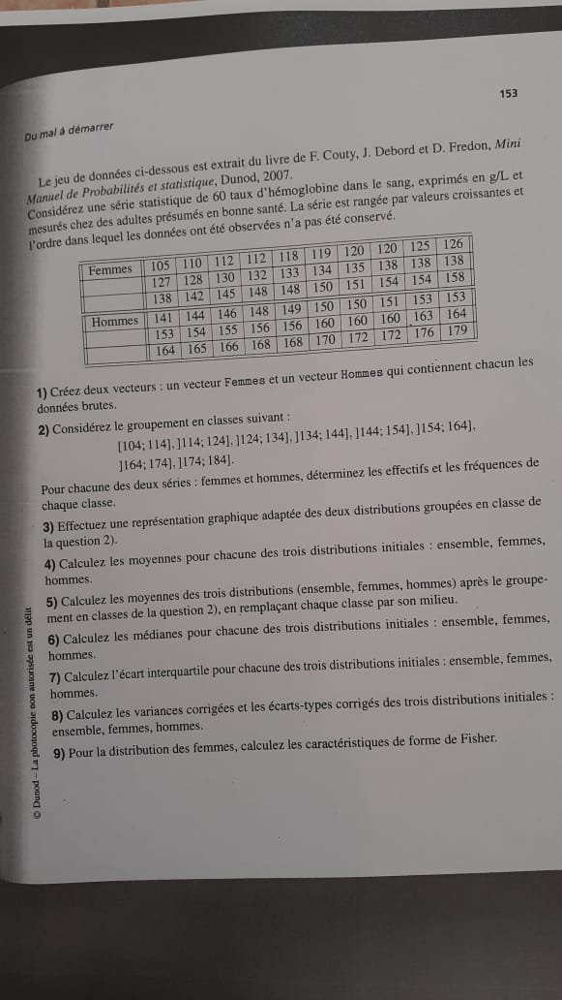 153
Du mal à démarrer
Le jeu de données ci-dessous est extrait du livre de F. Couty, J. Debord et D. Fredon, Mini
Manuel de Probabilités et statistique, Dunod, 2007.
Considérez une série statistique de 60 taux d'hémoglobine dans le sang, exprimés en g/L et
mesurés chez des adultes présumés en bonne santé. La série est rangée par valeurs croissantes et
l'ordre dans lequel les données ont été observées n'a pas été conservé.
Femmes 105 110 112 112 118 119 120 120 125 126
127 128 130 132 133 134 135 138 138 138
138 142 145 148 148 150 151 154 154 158
Hommes 141 144 146 148 149 150 150 151 153 153
153 154 155 156 156 160 160 160 163 164
164 165 166 168 168 170 172 172 176 179
1) Créez deux vecteurs : un vecteur Femmes et un vecteur Hommes qui contiennent chacun les
données brutes.
2) Considérez le groupement en classes suivant :
[104; 114], ]114; 124], ]124; 134], ]134; 144], ]144; 154], ]154; 164],
]164; 174], ]174; 184].
Pour chacune des deux séries : femmes et hommes, déterminez les effectifs et les fréquences de
chaque classe.
3) Effectuez une représentation graphique adaptée des deux distributions groupées en classe de
la question 2).
4) Calculez les moyennes pour chacune des trois distributions initiales : ensemble, femmes,
hommes.
5) Calculez les moyennes des trois distributions (ensemble, femmes, hommes) après le groupe-
ment en classes de la question 2), en remplaçant chaque classe par son milieu.
6) Calculez les médianes pour chacune des trois distributions initiales : ensemble, femmes,
hommes.
7) Calculez l'écart interquartile pour chacune des trois distributions initiales : ensemble, femmes,
hommes.
8) Calculez les variances corrigées et les écarts-types corrigés des trois distributions initiales :
ensemble, femmes, hommes.
9) Pour la distribution des femmes, calculez les caractéristiques de forme de Fisher.
© Dunod – La photocopie non autorisée est un délit